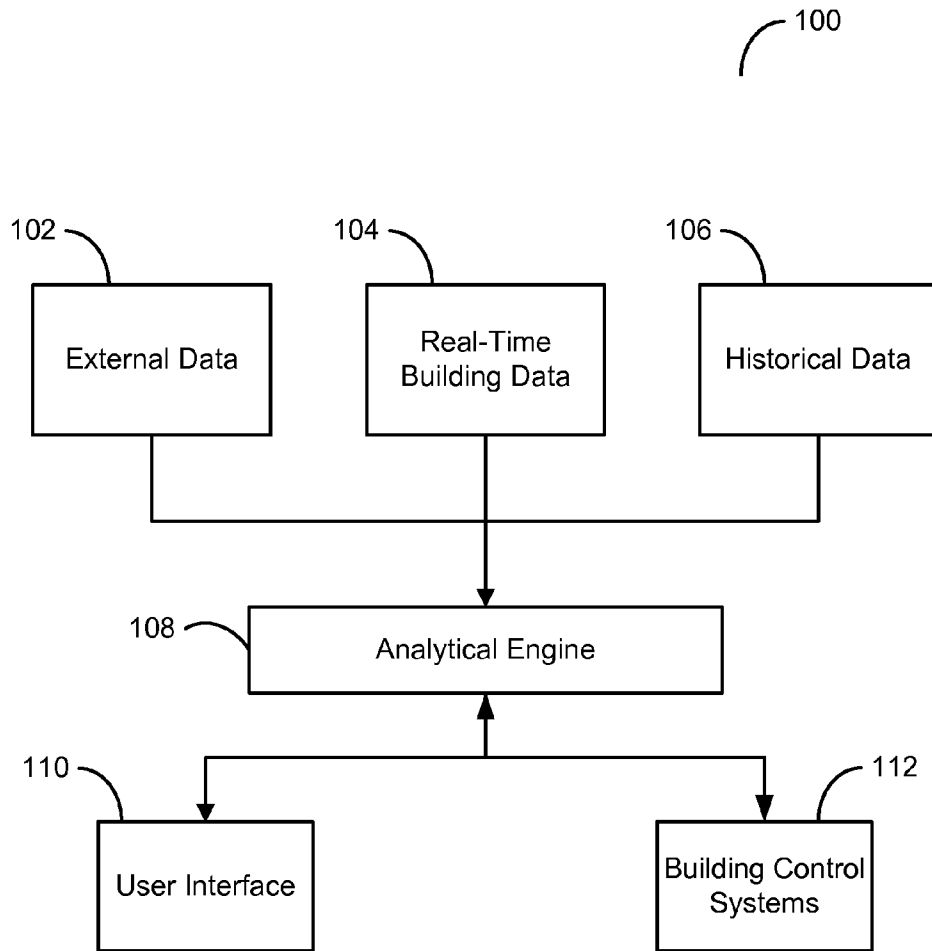 100
102
104
106
External Data
Real-Time
Building Data
Historical Data
108
Analytical Engine
110
112
User Interface
Building Control
Systems